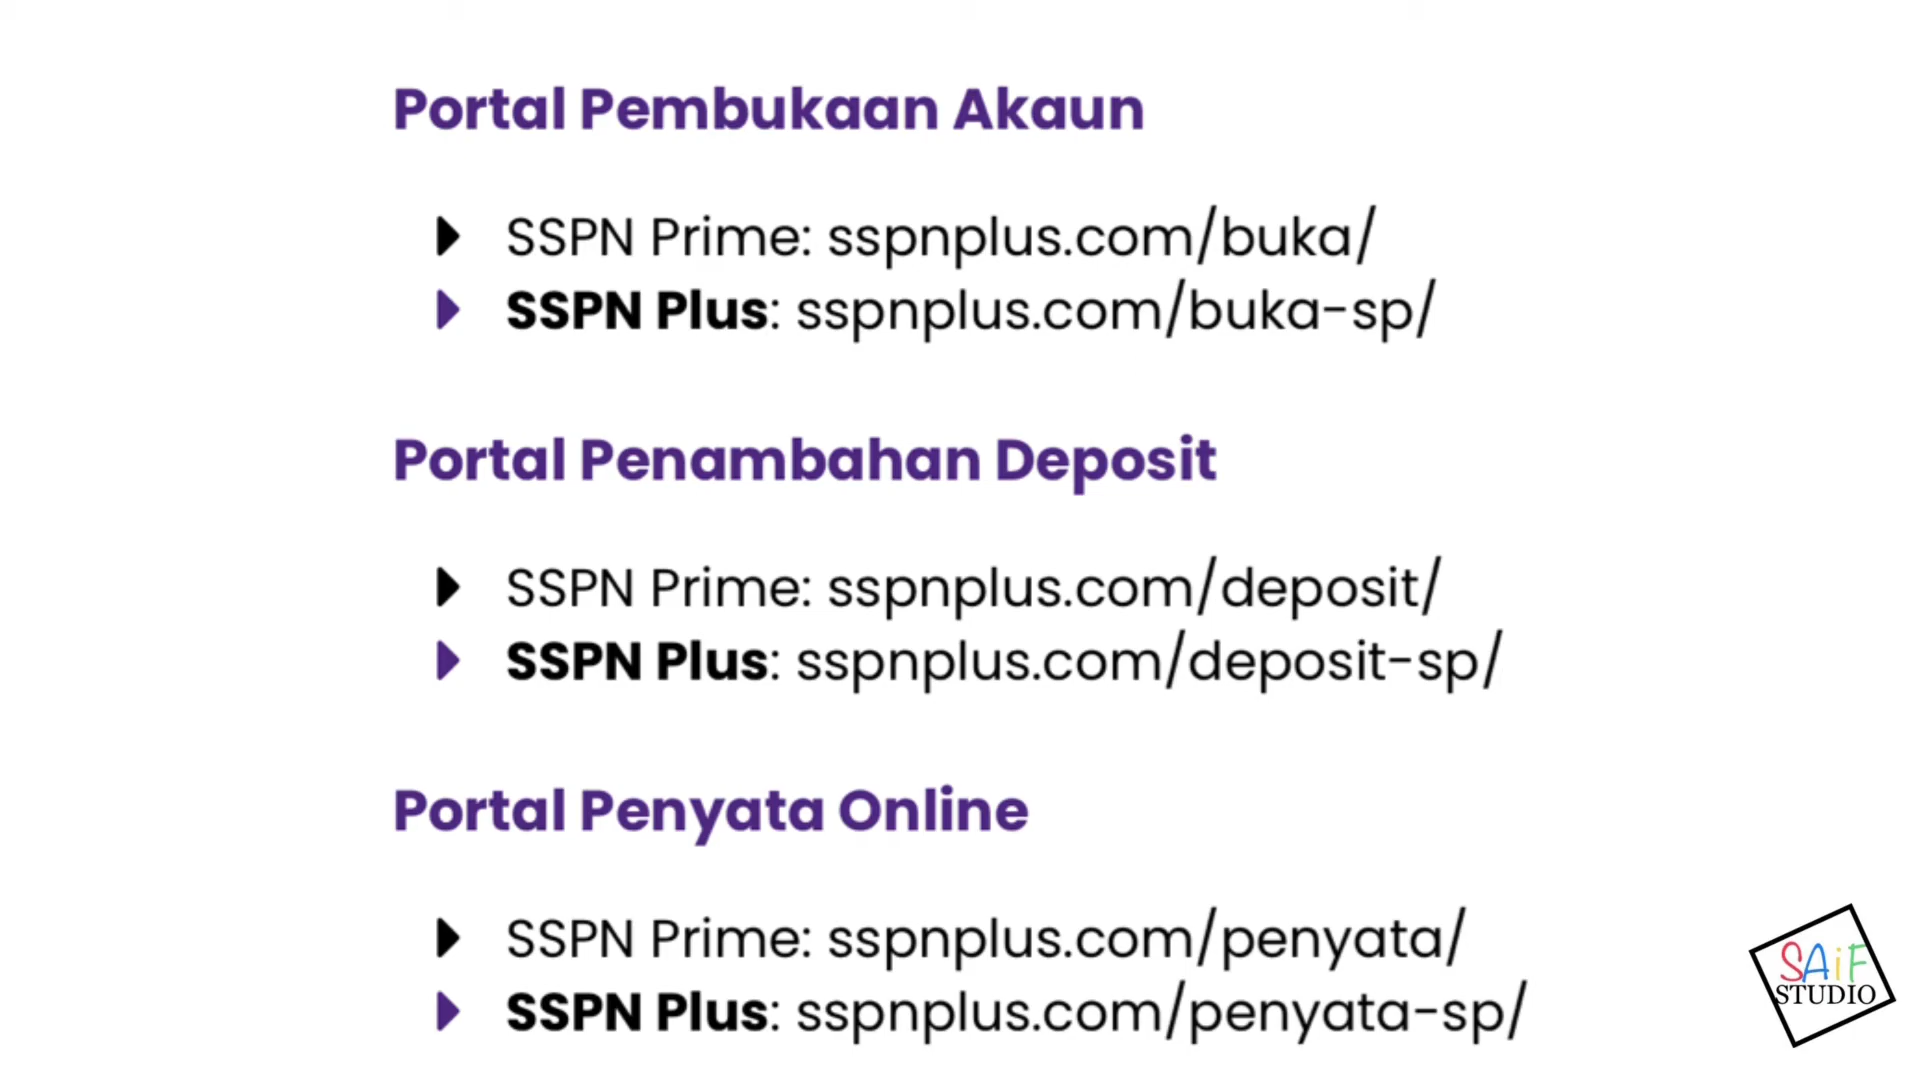 Portal Pembukaan Akaun
SSPN Prime: sspnplus.com/buka/
SSPN Plus: sspnplus.com/buka-sp/
Portal Penambahan Deposit
SSPN Prime: sspnplus.com/deposit/
SSPN Plus: sspnplus.com/deposit-sp/
Portal Penyata Online
SSPN Prime: sspnplus.com/penyata/
SSPN Plus: sspnplus.com/penyata-sp/
SAiF
STUDIO